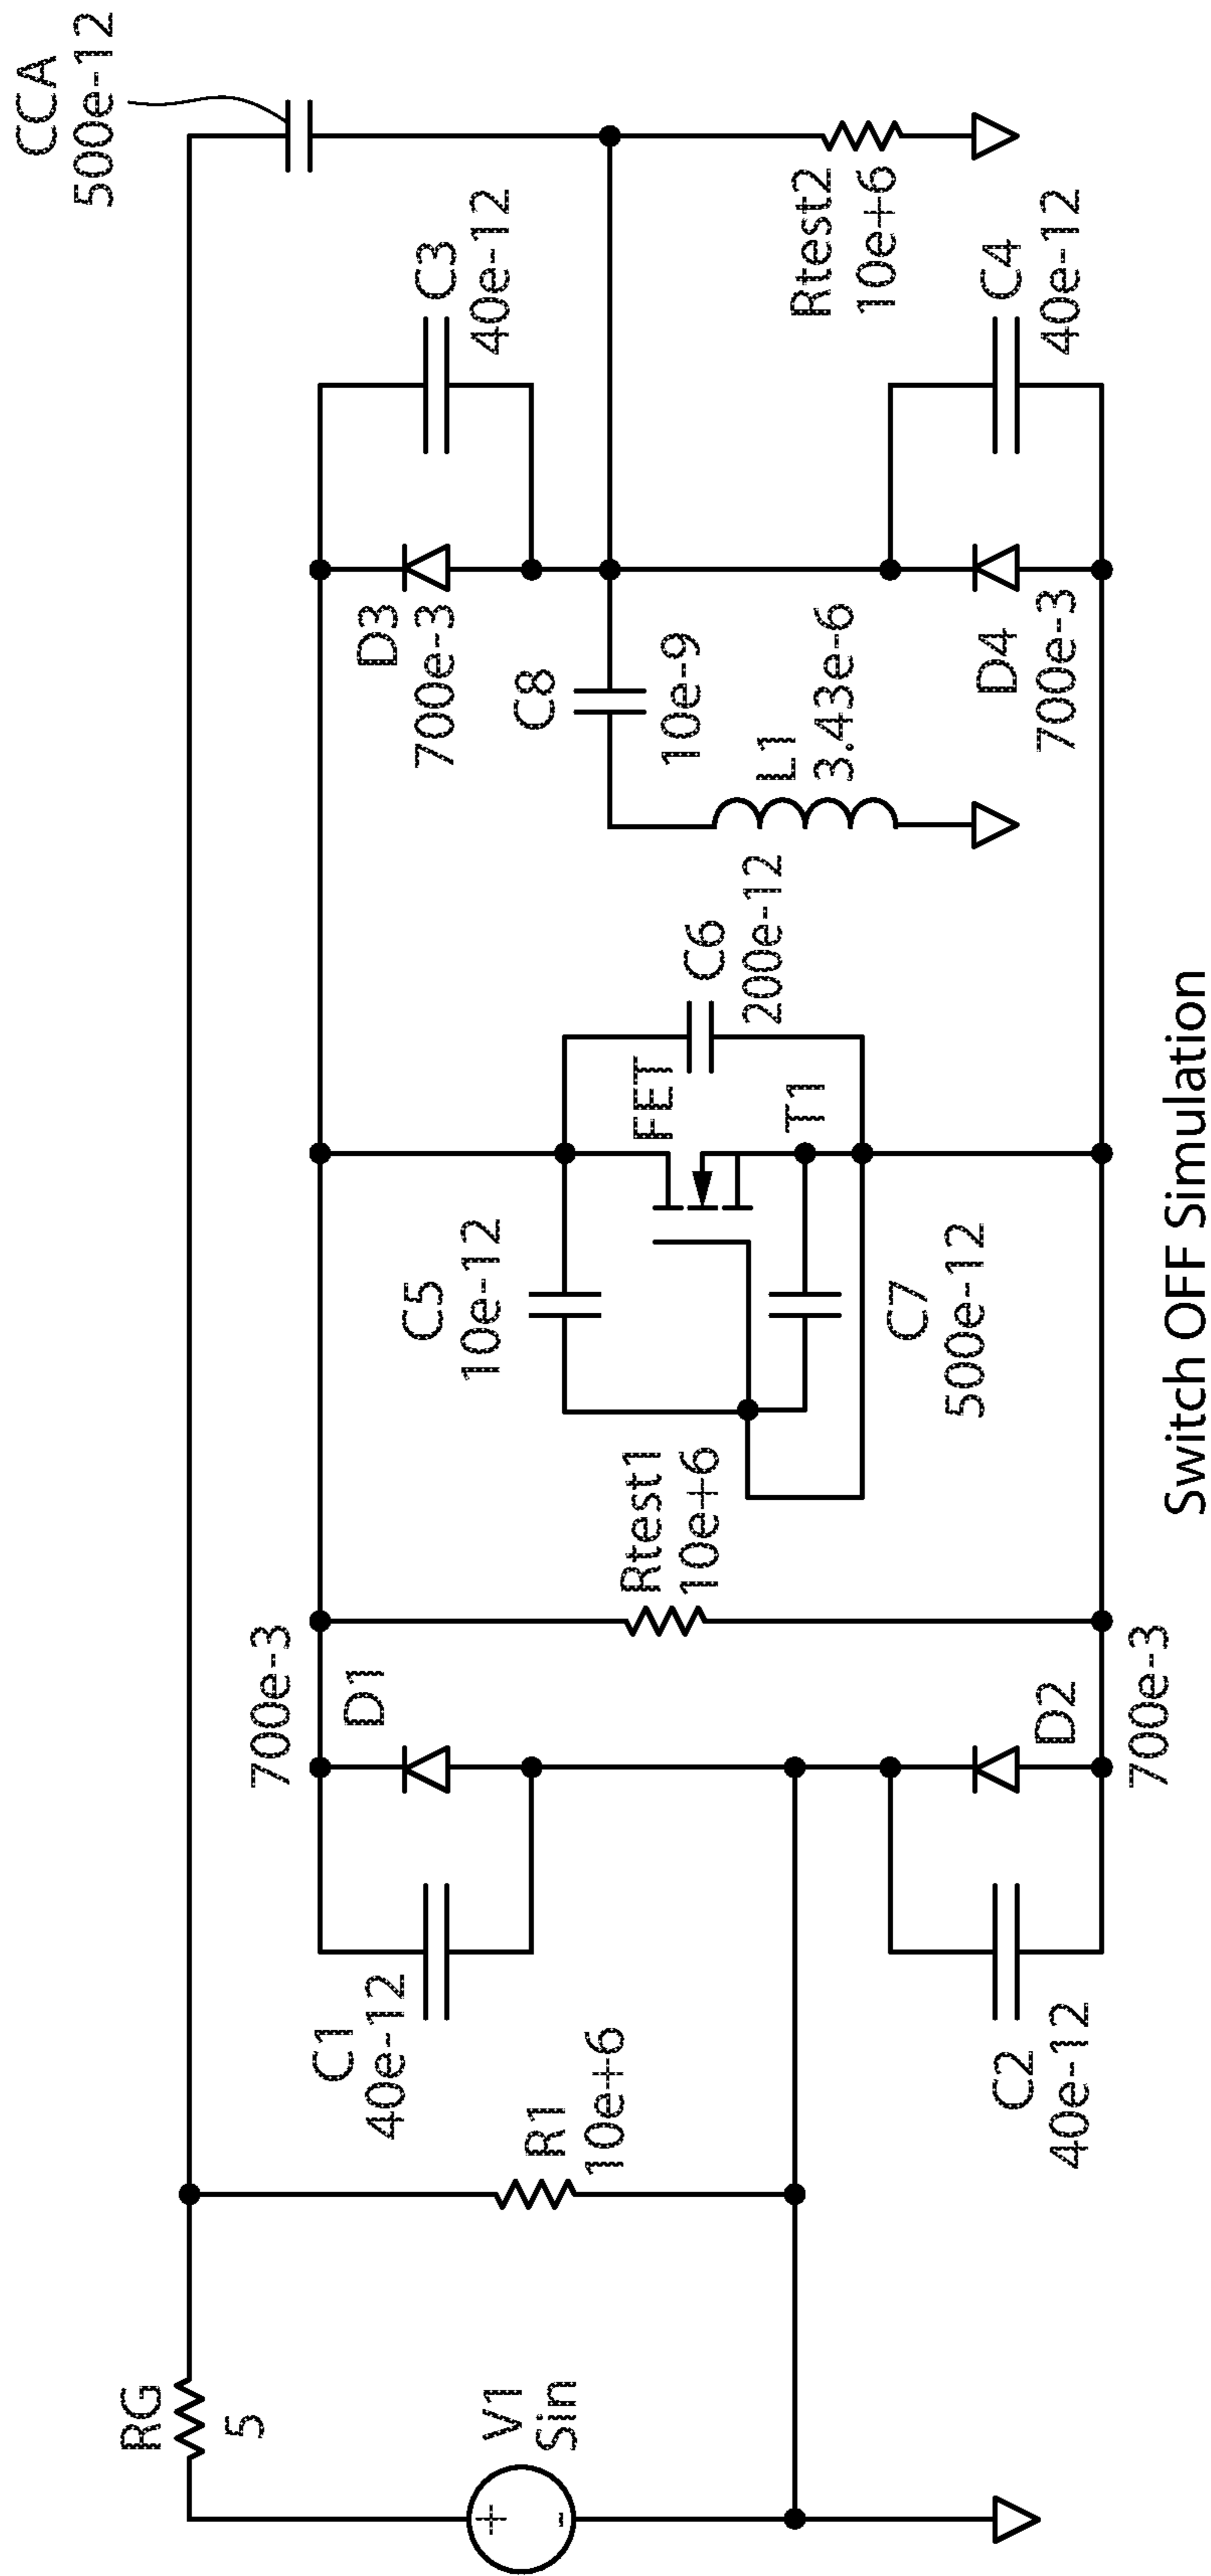 RG
5
V1
Sin
R1
10e+6
C1
40e-12
C2
40e-12
700e-3
D1
D2
700e-3
Rtest1
10e+6
C5
10e-12
FET
T1
C7
500e-12
C6
200e-12
L1
3.43e-6
C8
10e-9
D3
700e-3
D4
700e-3
C3
40e-12
C4
40e-12
Rtest2
10e+6
CCA
500e-12
+
-
Switch OFF Simulation